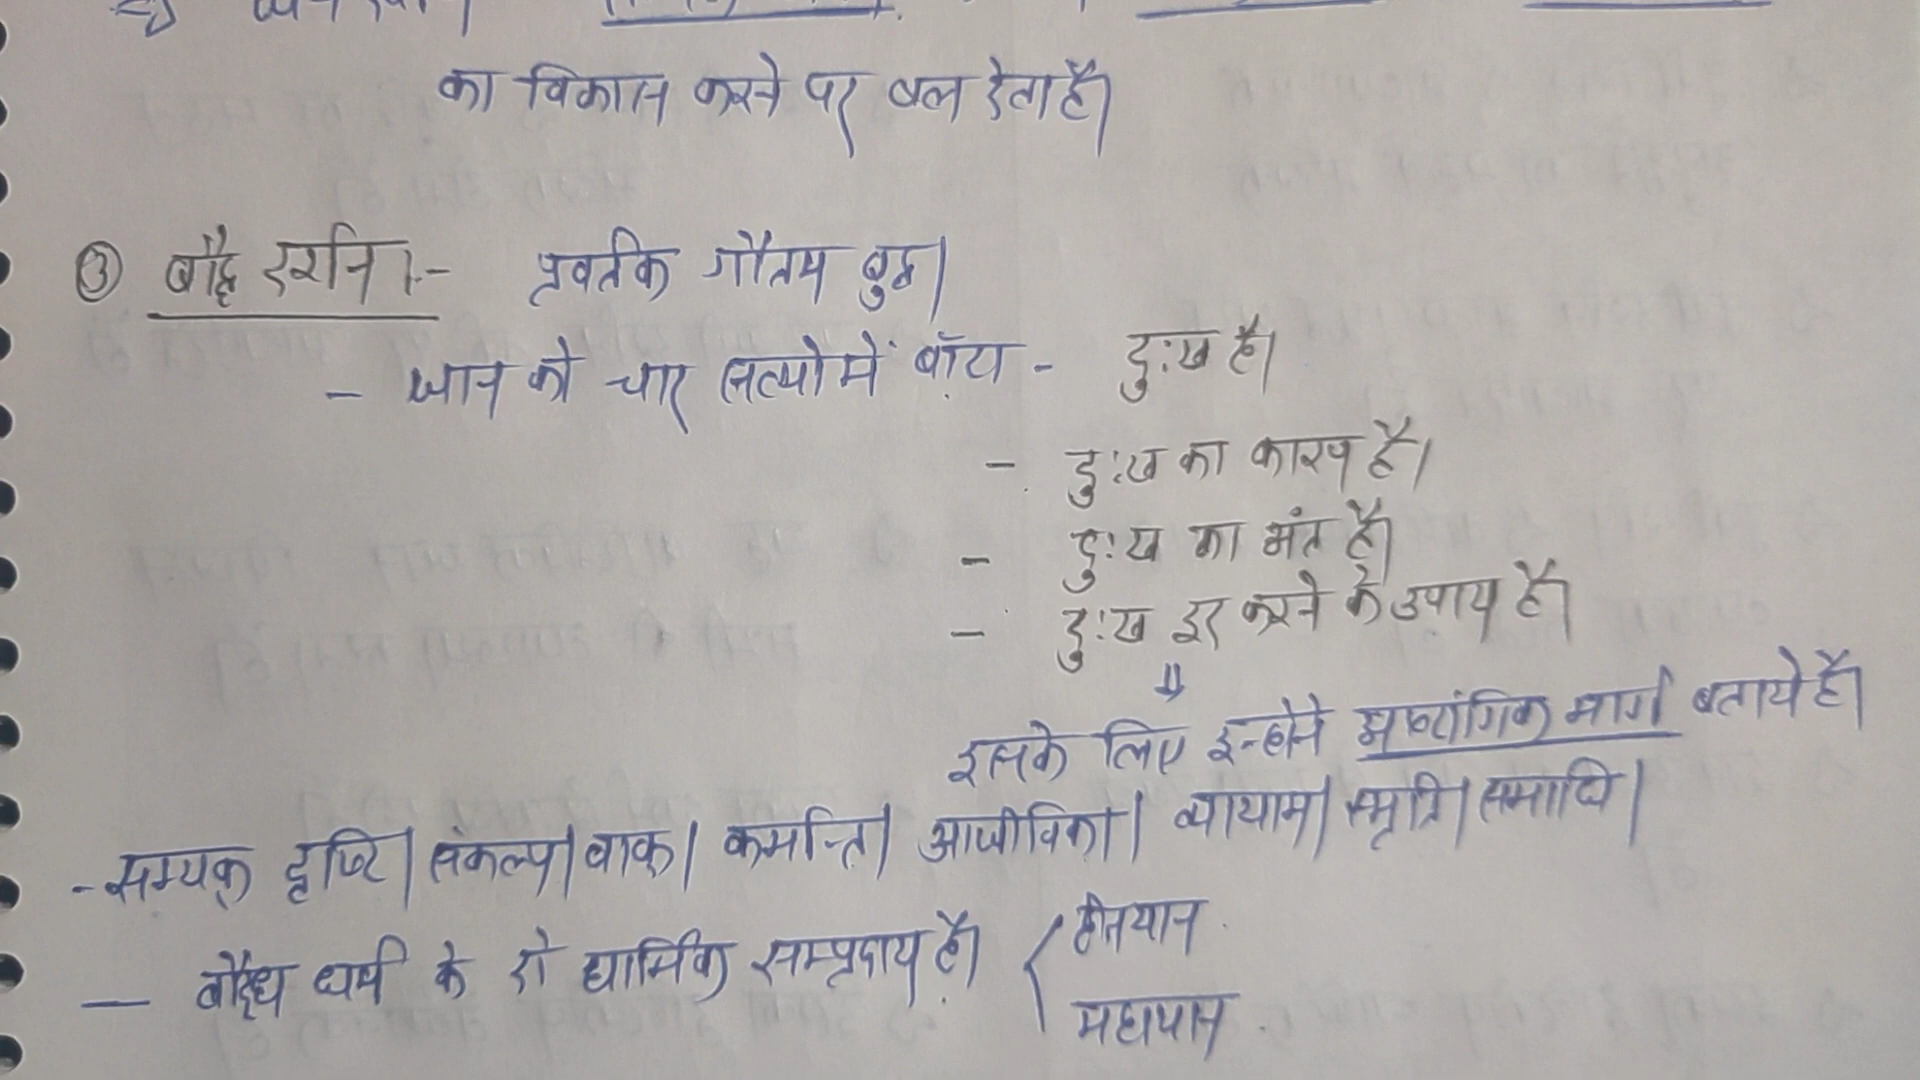 का विकास करने पर बल देता है।
③ बौद्ध दर्शन :- प्रवर्तक गौतम बुद्ध।
- ज्ञान को चार सत्यो में बाँटा - दुःख है।
- दुःख का कारण है।
- दुःख का अंत है।
- दुःख दूर करने के उपाय है।
⇓
इसके लिए इन्होने अष्टांगिक मार्ग बताये है।
- सम्यक् दृष्टि। संकल्प। वाक्। कर्मान्त। आजीविका। व्यायाम। स्मृति। समाधि।
— बौद्ध धर्म के दो धार्मिक सम्प्रदाय है। { हीनयान
महायान